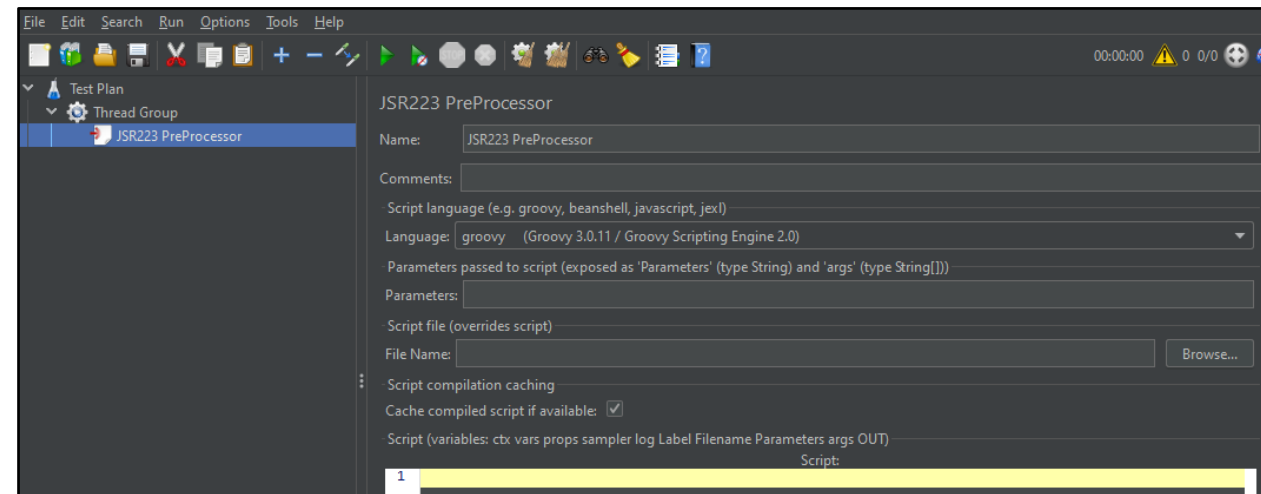 File Edit Search Run Options Tools Help
00:00:00 0 0/0
Test Plan
Thread Group
JSR223 PreProcessor
JSR223 PreProcessor
Name: JSR223 PreProcessor
Comments:
Script language (e.g. groovy, beanshell, javascript, jexl)
Language: groovy (Groovy 3.0.11 / Groovy Scripting Engine 2.0)
Parameters passed to script (exposed as 'Parameters' (type String) and 'args' (type String[]))
Parameters:
Script file (overrides script)
File Name: Browse...
Script compilation caching
Cache compiled script if available:
Script (variables: ctx vars props sampler log Label Filename Parameters args OUT)
Script:
1